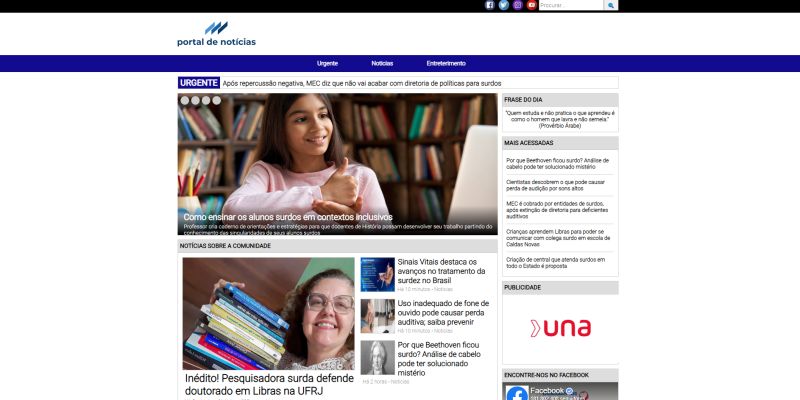 Procurar
portal de notícias
Urgente
Notícias
Entreterimento
URGENTE
Após repercussão negativa, MEC diz que não vai acabar com diretoria de políticas para surdos
Como ensinar os alunos surdos em contextos inclusivos
Professor cria caderno de orientações e estratégias para que docentes de História possam desenvolver seu trabalho partindo do
conhecimento das singularidades de seus alunos surdos
NOTÍCIAS SOBRE A COMUNIDADE
Inédito! Pesquisadora surda defende
doutorado em Libras na UFRJ
Sinais Vitais destaca os
avanços no tratamento da
surdez no Brasil
Há 10 minutos - Notícias
Uso inadequado de fone de
ouvido pode causar perda
auditiva; saiba prevenir
Há 10 minutos - Notícias
Por que Beethoven ficou
surdo? Análise de cabelo
pode ter solucionado
mistério
Há 2 horas - Notícias
FRASE DO DIA
"Quem estuda e não pratica o que aprendeu é
como o homem que lavra e não semeia."
(Provérbio Árabe)
MAIS ACESSADAS
Por que Beethoven ficou surdo? Análise de
cabelo pode ter solucionado mistério
Cientistas descobrem o que pode causar
perda de audição por sons altos
MEC é cobrado por entidades de surdos,
após extinção de diretoria para deficientes
auditivos
Crianças aprendem Libras para poder se
comunicar com colega surdo em escola de
Caldas Novas
Criação de central que atenda surdos em
todo o Estado é proposta
PUBLICIDADE
una
ENCONTRE-NOS NO FACEBOOK
Facebook